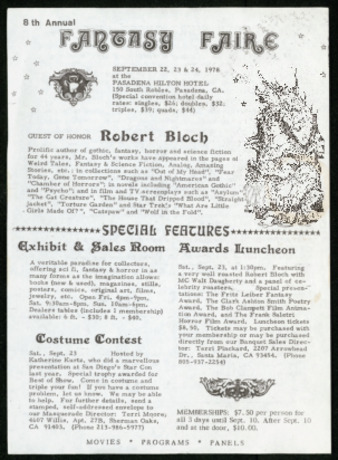 8th Annual
FANTASY FAIRE
SEPTEMBER 22, 23 & 24, 1978
at the
PASADENA HILTON HOTEL
150 South Robles, Pasadena, CA.
(Special convention hotel daily
rates: singles, $26; doubles, $32;
triples, $39; quads, $44)
GUEST OF HONOR Robert Bloch
Prolific author of gothic, fantasy, horror and science fiction
for 44 years, Mr. Bloch's works have appeared in the pages of
Weird Tales, Fantasy & Science Fiction, Analog, Amazing
Stories, etc.; in collections such as "Out of My Head", "Fear
Today, Gone Tomorrow", "Dragons and Nightmares" and
"Chamber of Horrors"; in novels including "American Gothic"
and "Psycho"; and in film and TV screenplays such as "Asylum",
"The Cat Creature", "The House That Dripped Blood", "Straight
Jacket", "Torture Garden" and Star Trek's "What Are Little
Girls Made Of?", "Catspaw" and "Wolf in the Fold".
SPECIAL FEATURES
Exhibit & Sales Room
A veritable paradise for collectors,
offering sci fi, fantasy & horror in as
many forms as the imagination allows:
books (new & used), magazines, stills,
posters, comics, original art, films,
jewelry, etc. Open Fri. 4pm-9pm,
Sat. 9:30am-8pm, Sun. 10am-4pm.
Dealers tables (includes 1 membership)
available: 6 ft. - $30; 8 ft. - $40.
Costume Contest
Sat., Sept. 23 Hosted by
Katherine Kurtz, who did a marvellous
presentation at San Diego's Star Con
last year. Special trophy awarded for
Best of Show. Come in costume and
triple your fun! If you have a costume
problem, let us know. We may be able
to help. For further details, send a
stamped, self-addressed envelope to
our Masquerade Director: Terri Moore,
4607 Willis, Apt. 27B, Sherman Oaks,
CA 91403. (Phone 213-986-5977)
Awards Luncheon
Sat., Sept. 23, at 1:30pm. Featuring
a very well roasted Robert Bloch with
MC Walt Daugherty and a panel of ce-
lebrity roasters. Special presen-
tations: The Fritz Leiber Fantasy
Award, The Clark Ashton Smith Poetry
Award, The Bob Clampett Film Anima-
tion Award, and The Frank Salstri
Horror Film Award. Luncheon tickets
$8.50. Tickets may be purchased with
your membership or may be purchased
directly from our Banquet Sales Direc-
tor: Terri Pinchard, 2207 Arrowood
Dr., Santa Maria, CA 93454. (Phone
805-937-2234)
MEMBERSHIPS: $7.50 per person for
all 3 days until Sept. 10. After Sept. 10
and at the door, $10.00.
MOVIES * PROGRAMS * PANELS